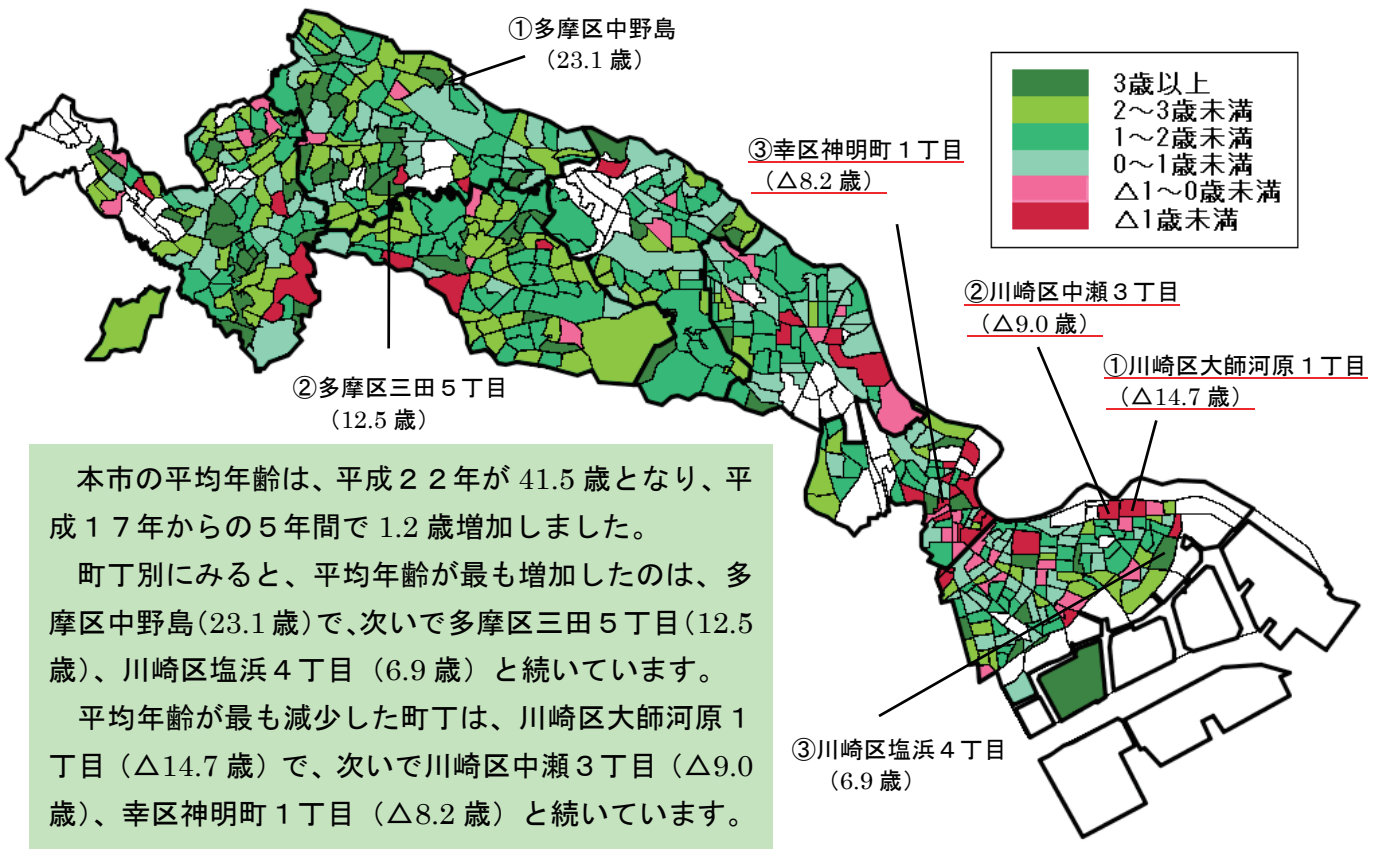 ①多摩区中野島
（23.1 歳）
3歳以上
2～3歳未満
1～2歳未満
0～1歳未満
△1～0歳未満
△1歳未満
③幸区神明町１丁目
（△8.2 歳）
②川崎区中瀬３丁目
（△9.0 歳）
①川崎区大師河原１丁目
（△14.7 歳）
②多摩区三田５丁目
（12.5 歳）
本市の平均年齢は、平成２２年が 41.5 歳となり、平
成１７年からの５年間で 1.2 歳増加しました。
町丁別にみると、平均年齢が最も増加したのは、多
摩区中野島(23.1 歳)で、次いで多摩区三田５丁目(12.5
歳）、川崎区塩浜４丁目（6.9 歳）と続いています。
平均年齢が最も減少した町丁は、川崎区大師河原１
丁目（△14.7 歳）で、次いで川崎区中瀬３丁目（△9.0
歳）、幸区神明町１丁目（△8.2 歳）と続いています。
③川崎区塩浜４丁目
（6.9 歳）